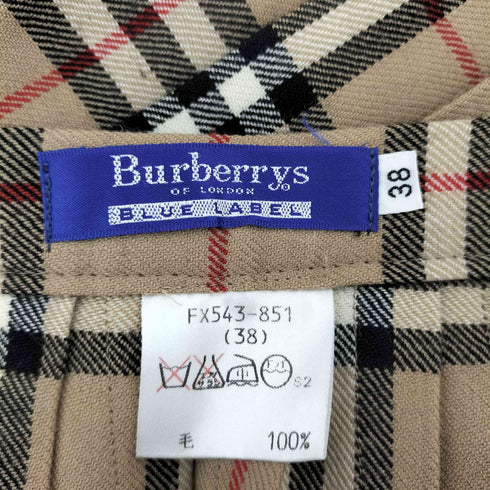 Burberrys
OF LONDON
BLUE LABEL
38
FX543-851
(38)
毛 100%